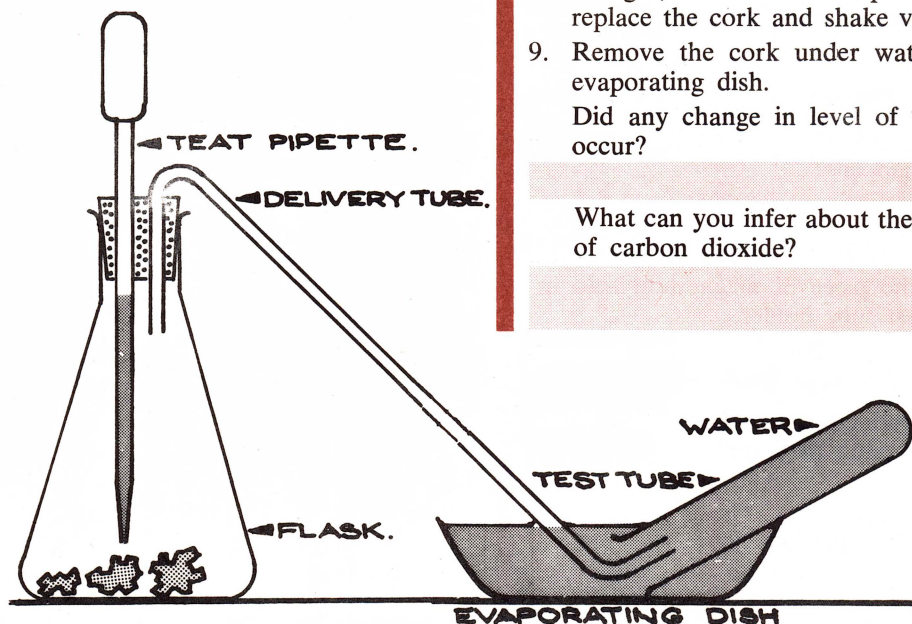 replace the cork and shake
9. Remove the cork under
evaporating dish.
Did any change in level of
occur?
What can you infer about the
of carbon dioxide?
TEAT PIPETTE.
DELIVERY TUBE.
WATER
TEST TUBE
FLASK.
EVAPORATING DISH